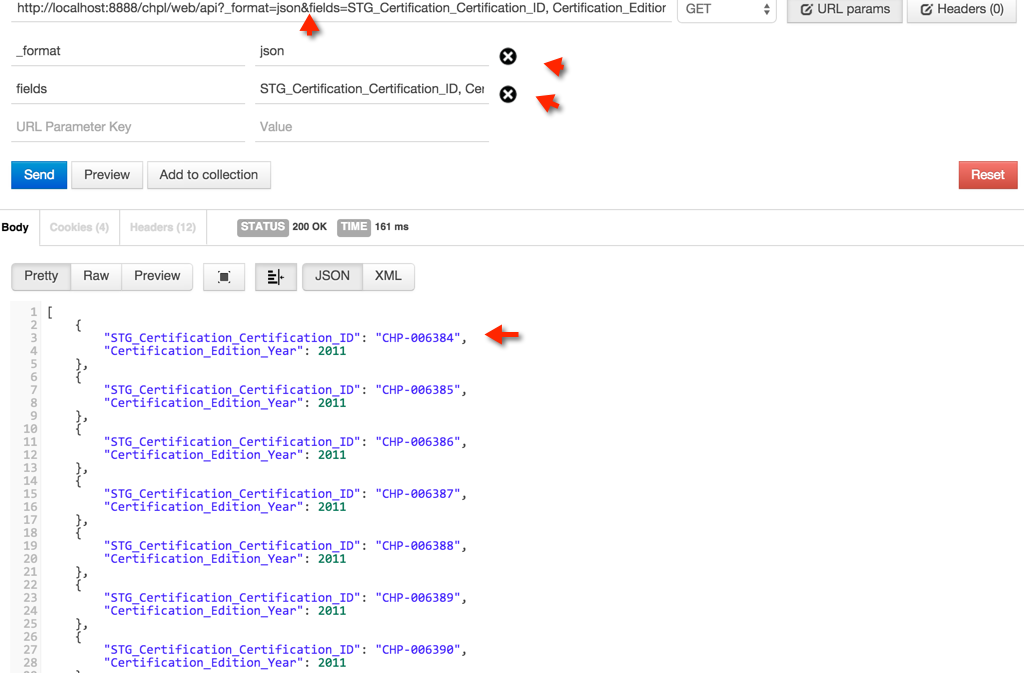 http://localhost:8888/chpl/web/api?_format=json&fields=STG_Certification_Certification_ID, Certification_Edition GET URL params Headers (0)
_format json
fields STG_Certification_Certification_ID, Cer
URL Parameter Key Value
Send Preview Add to collection Reset
Body Cookies (4) Headers (12) STATUS 200 OK TIME 161 ms
Pretty Raw Preview JSON XML
1 [
2 {
3 "STG_Certification_Certification_ID": "CHP-006384",
4 "Certification_Edition_Year": 2011
5 },
6 {
7 "STG_Certification_Certification_ID": "CHP-006385",
8 "Certification_Edition_Year": 2011
9 },
10 {
11 "STG_Certification_Certification_ID": "CHP-006386",
12 "Certification_Edition_Year": 2011
13 },
14 {
15 "STG_Certification_Certification_ID": "CHP-006387",
16 "Certification_Edition_Year": 2011
17 },
18 {
19 "STG_Certification_Certification_ID": "CHP-006388",
20 "Certification_Edition_Year": 2011
21 },
22 {
23 "STG_Certification_Certification_ID": "CHP-006389",
24 "Certification_Edition_Year": 2011
25 },
26 {
27 "STG_Certification_Certification_ID": "CHP-006390",
28 "Certification_Edition_Year": 2011